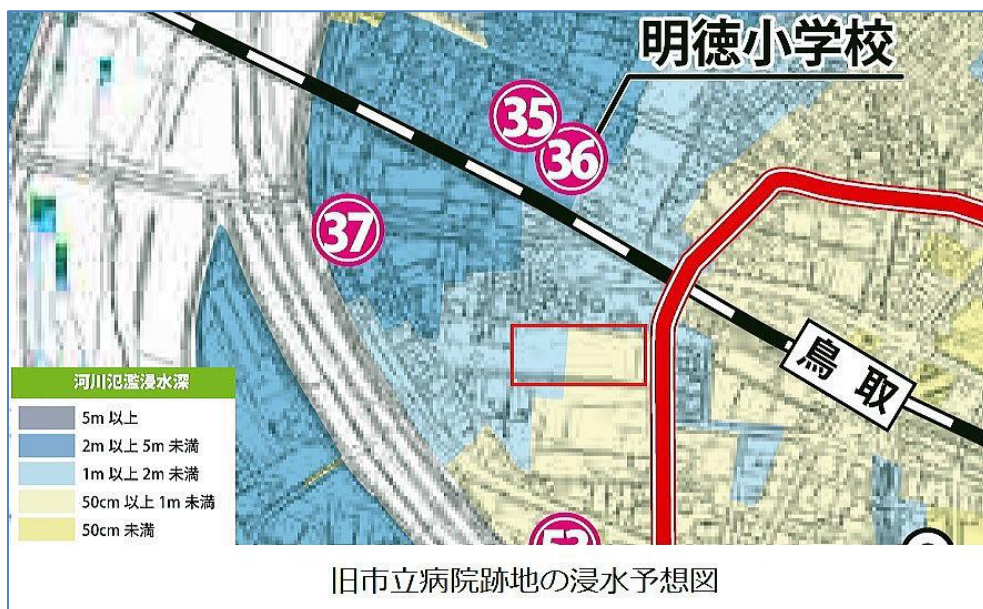 明徳小学校
35
36
37
鳥取
河川氾濫浸水深
5m 以上
2m 以上 5m 未満
1m 以上 2m 未満
50cm 以上 1m 未満
50cm 未満
旧市立病院跡地の浸水予想図